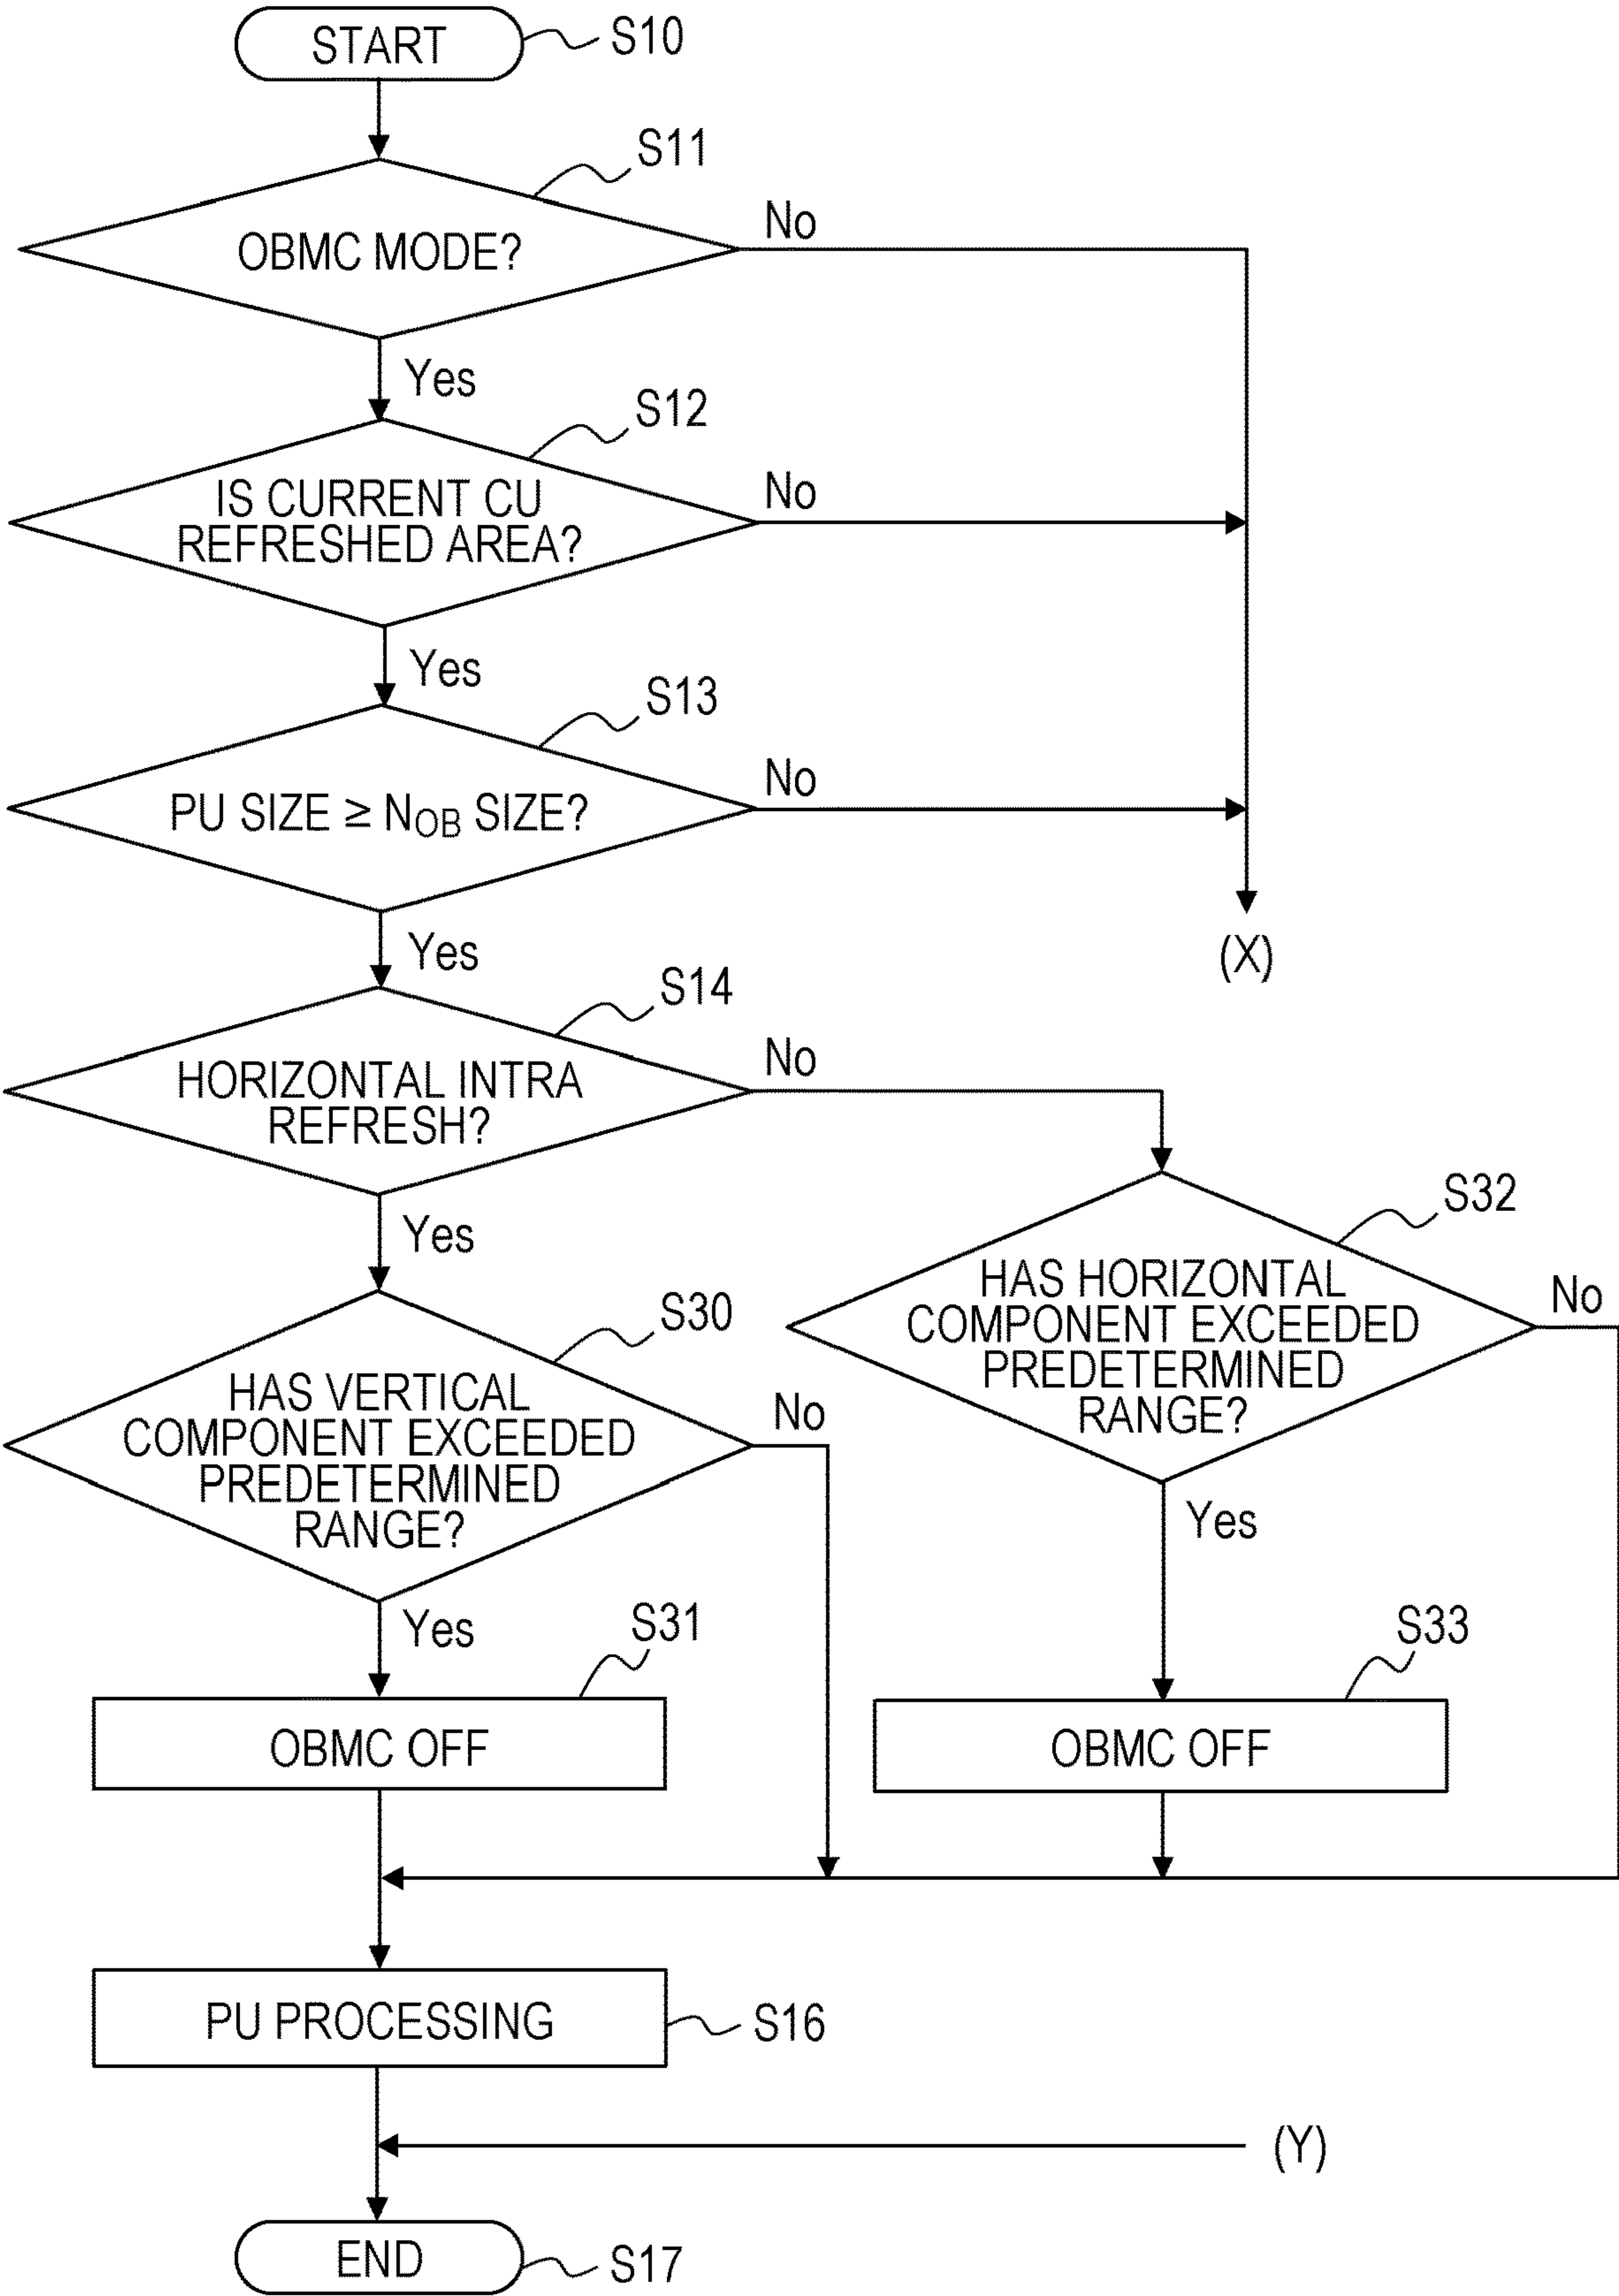 START
S10
S11
OBMC MODE?
No
Yes
S12
IS CURRENT CU
REFRESHED AREA?
No
Yes
S13
PU SIZE ≥ NOB SIZE?
No
Yes
(X)
S14
HORIZONTAL INTRA
REFRESH?
No
Yes
S32
HAS HORIZONTAL
COMPONENT EXCEEDED
PREDETERMINED
RANGE?
No
Yes
S30
HAS VERTICAL
COMPONENT EXCEEDED
PREDETERMINED
RANGE?
No
Yes
S31
OBMC OFF
S33
OBMC OFF
PU PROCESSING
S16
(Y)
END
S17